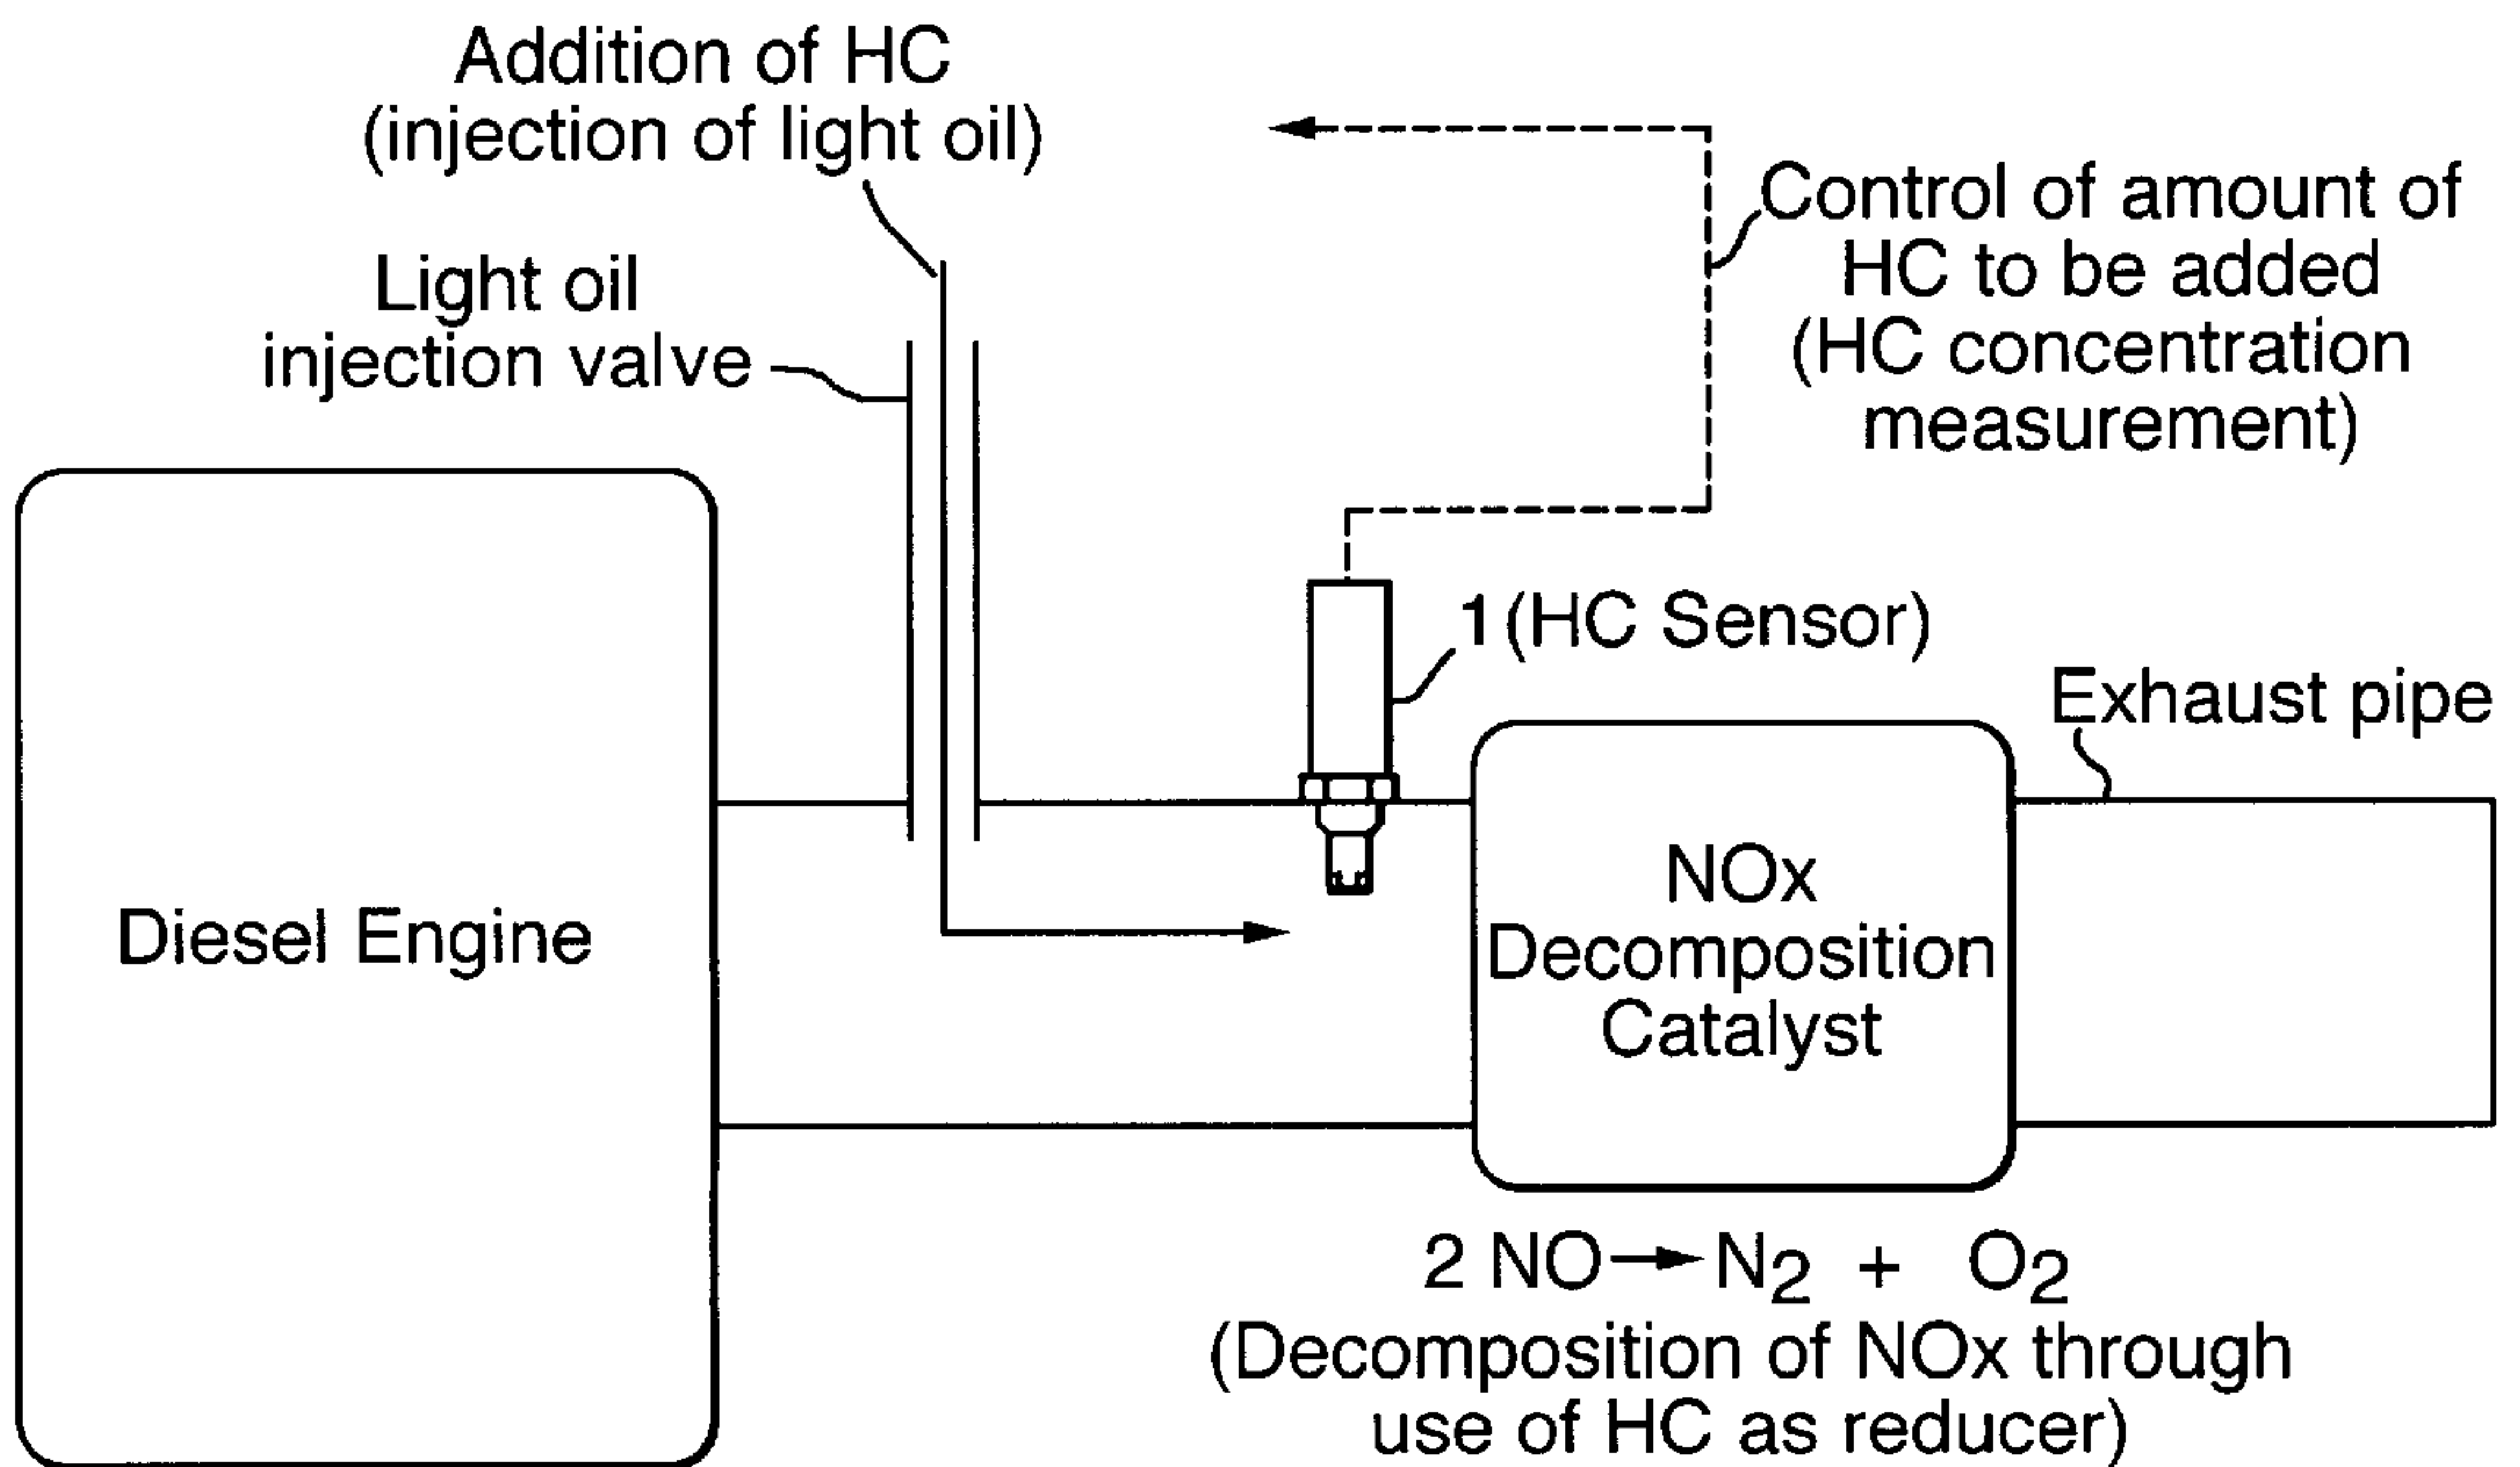 Addition of HC
(injection of light oil)
Light oil
injection valve
Control of amount of
HC to be added
(HC concentration
measurement)
1 (HC Sensor)
Exhaust pipe
Diesel Engine
NOx
Decomposition
Catalyst
2 NO → N2 + O2
(Decomposition of NOx through
use of HC as reducer)